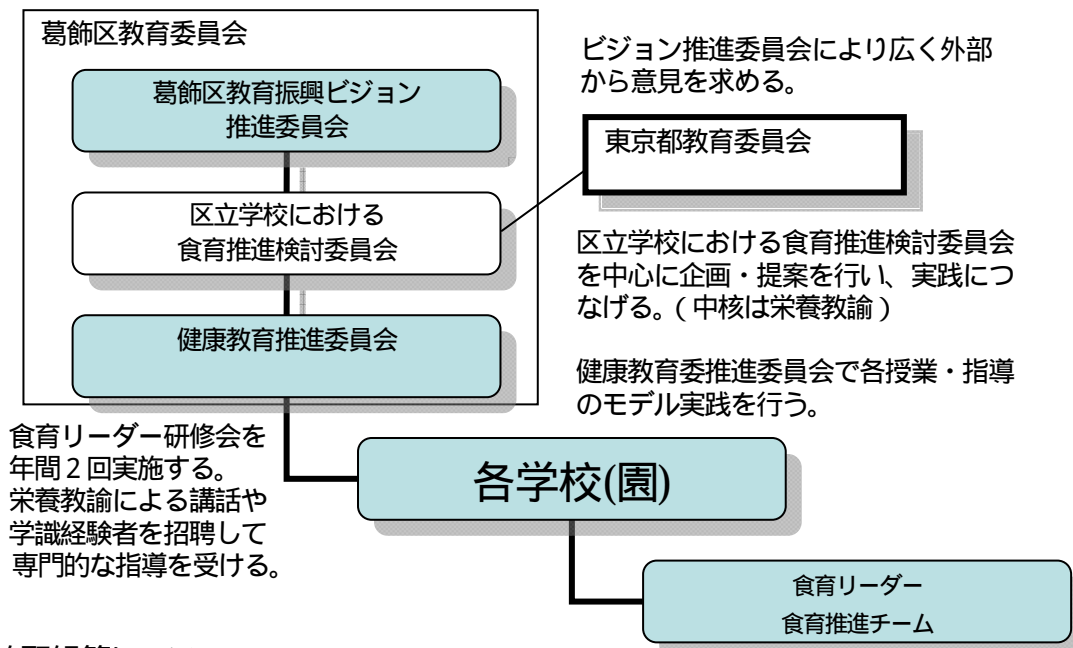 葛飾区教育委員会
葛飾区教育振興ビジョン
推進委員会
区立学校における
食育推進検討委員会
健康教育推進委員会
ビジョン推進委員会により広く外部
から意見を求める。
東京都教育委員会
区立学校における食育推進検討委員会
を中心に企画・提案を行い、実践につ
なげる。(中核は栄養教諭)
健康教育委推進委員会で各授業・指導
のモデル実践を行う。
食育リーダー研修会を
年間2回実施する。
栄養教諭による講話や
学識経験者を招聘して
専門的な指導を受ける。
各学校(園)
食育リーダー
食育推進チーム